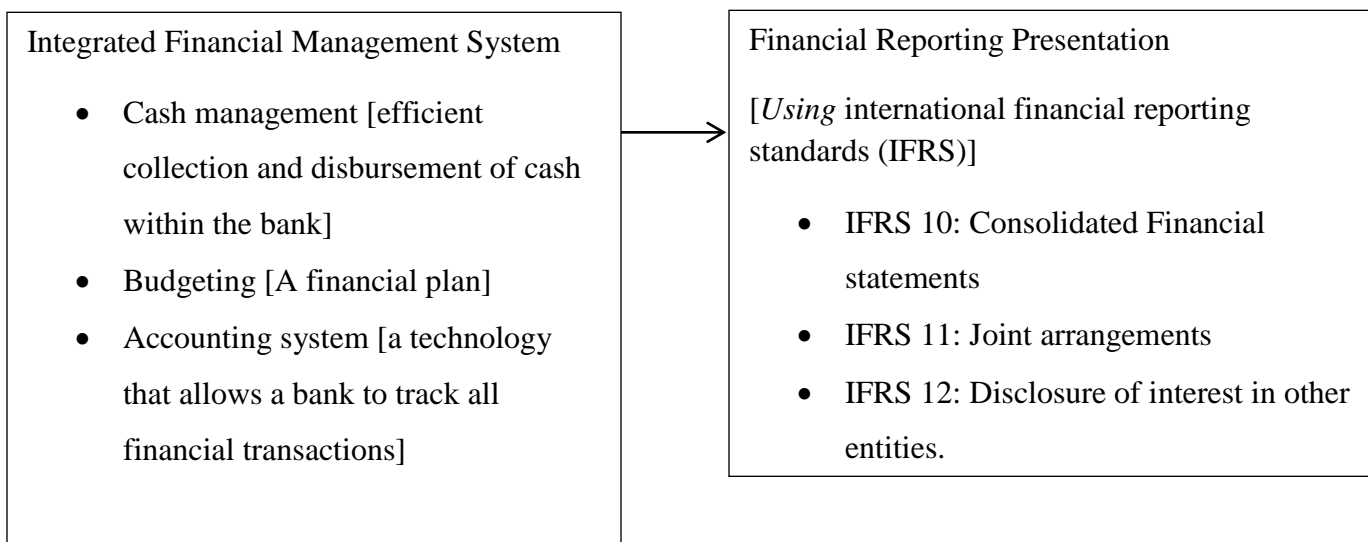 Integrated Financial Management System
• Cash management [efficient
collection and disbursement of cash
within the bank]
• Budgeting [A financial plan]
• Accounting system [a technology
that allows a bank to track all
financial transactions]
Financial Reporting Presentation
[Using international financial reporting
standards (IFRS)]
• IFRS 10: Consolidated Financial
statements
• IFRS 11: Joint arrangements
• IFRS 12: Disclosure of interest in other
entities.